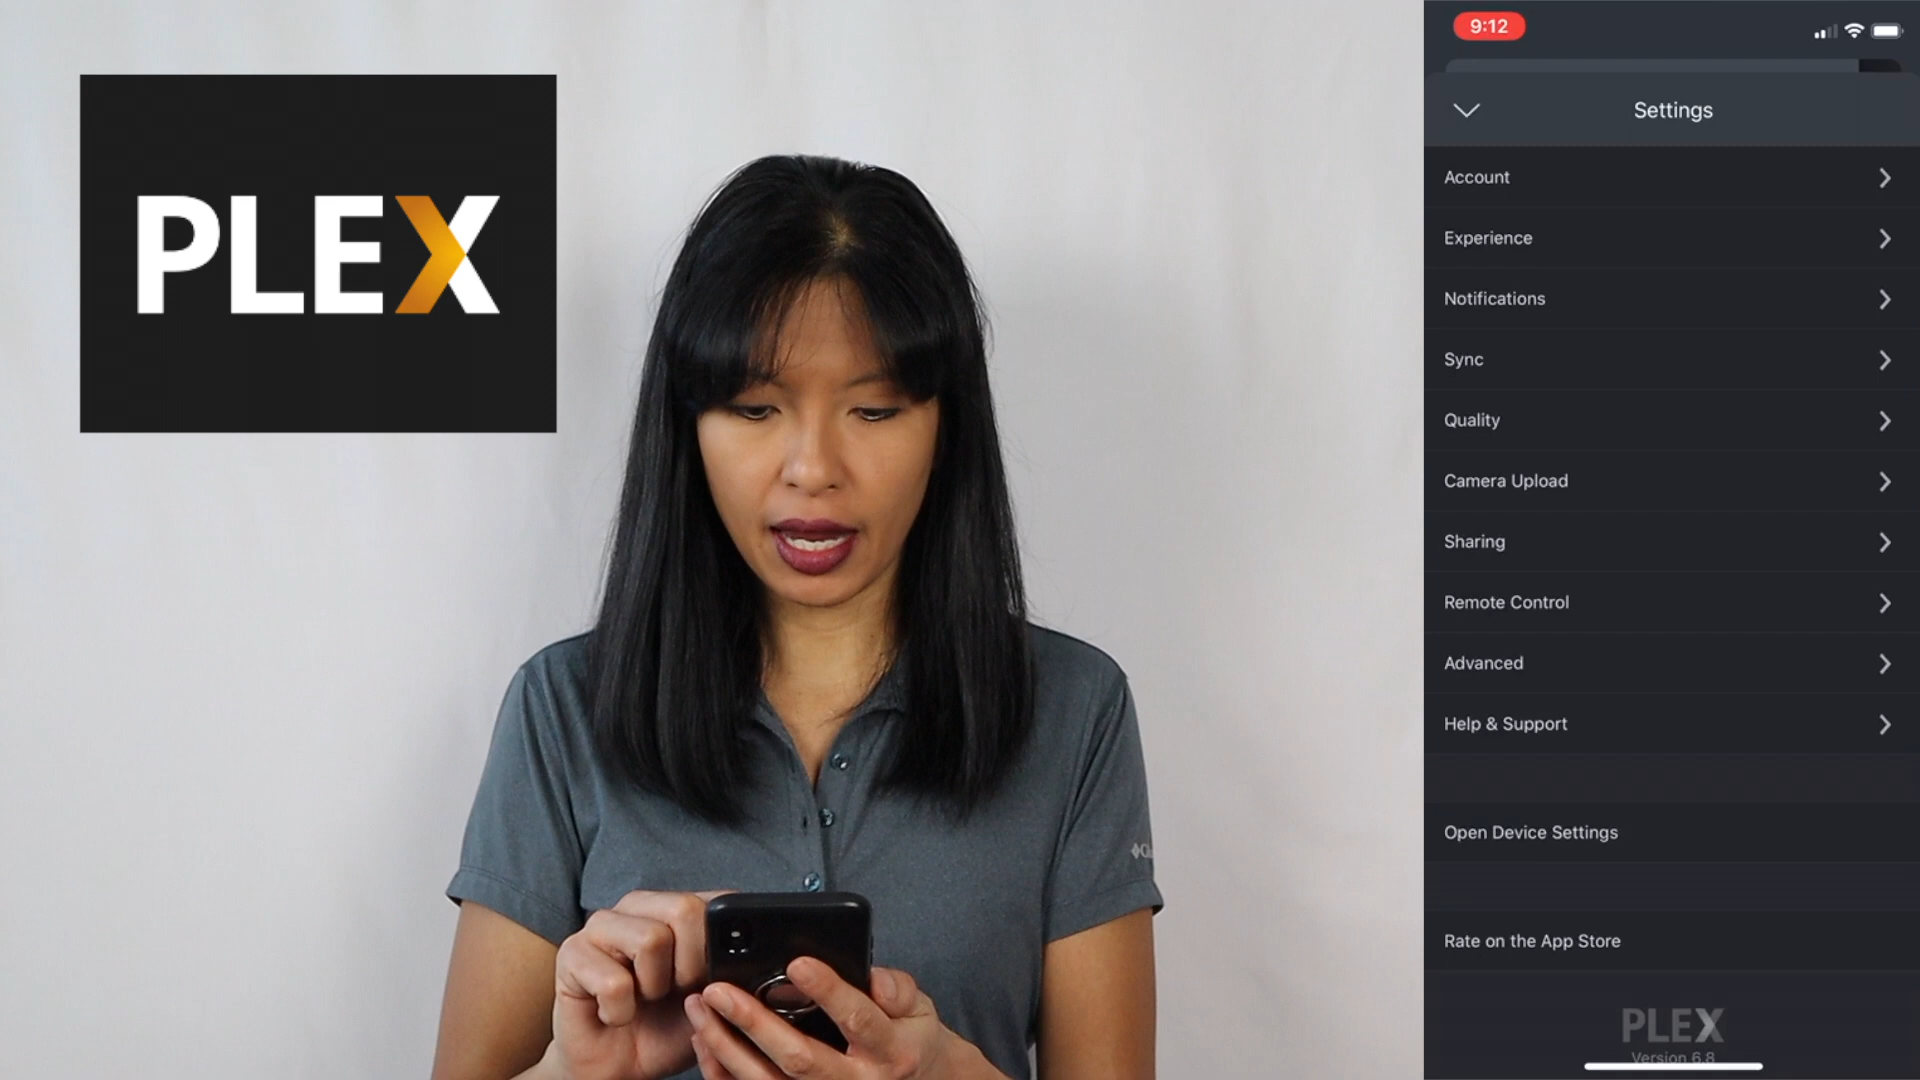 PLEX
9:12
Settings
Account
Experience
Notifications
Sync
Quality
Camera Upload
Sharing
Remote Control
Advanced
Help & Support
Open Device Settings
Rate on the App Store
PLEX
Version 6.8